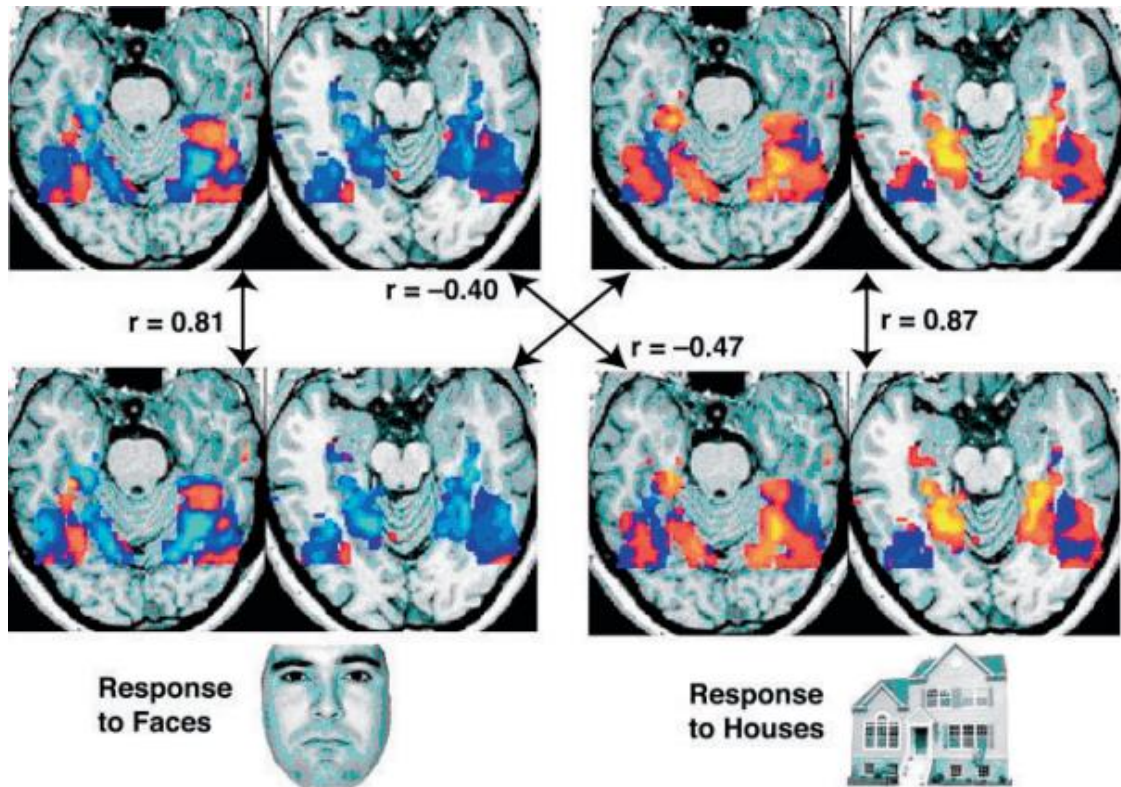 r = –0.40
r = 0.81
r = 0.87
r = –0.47
Response
to Faces
Response
to Houses